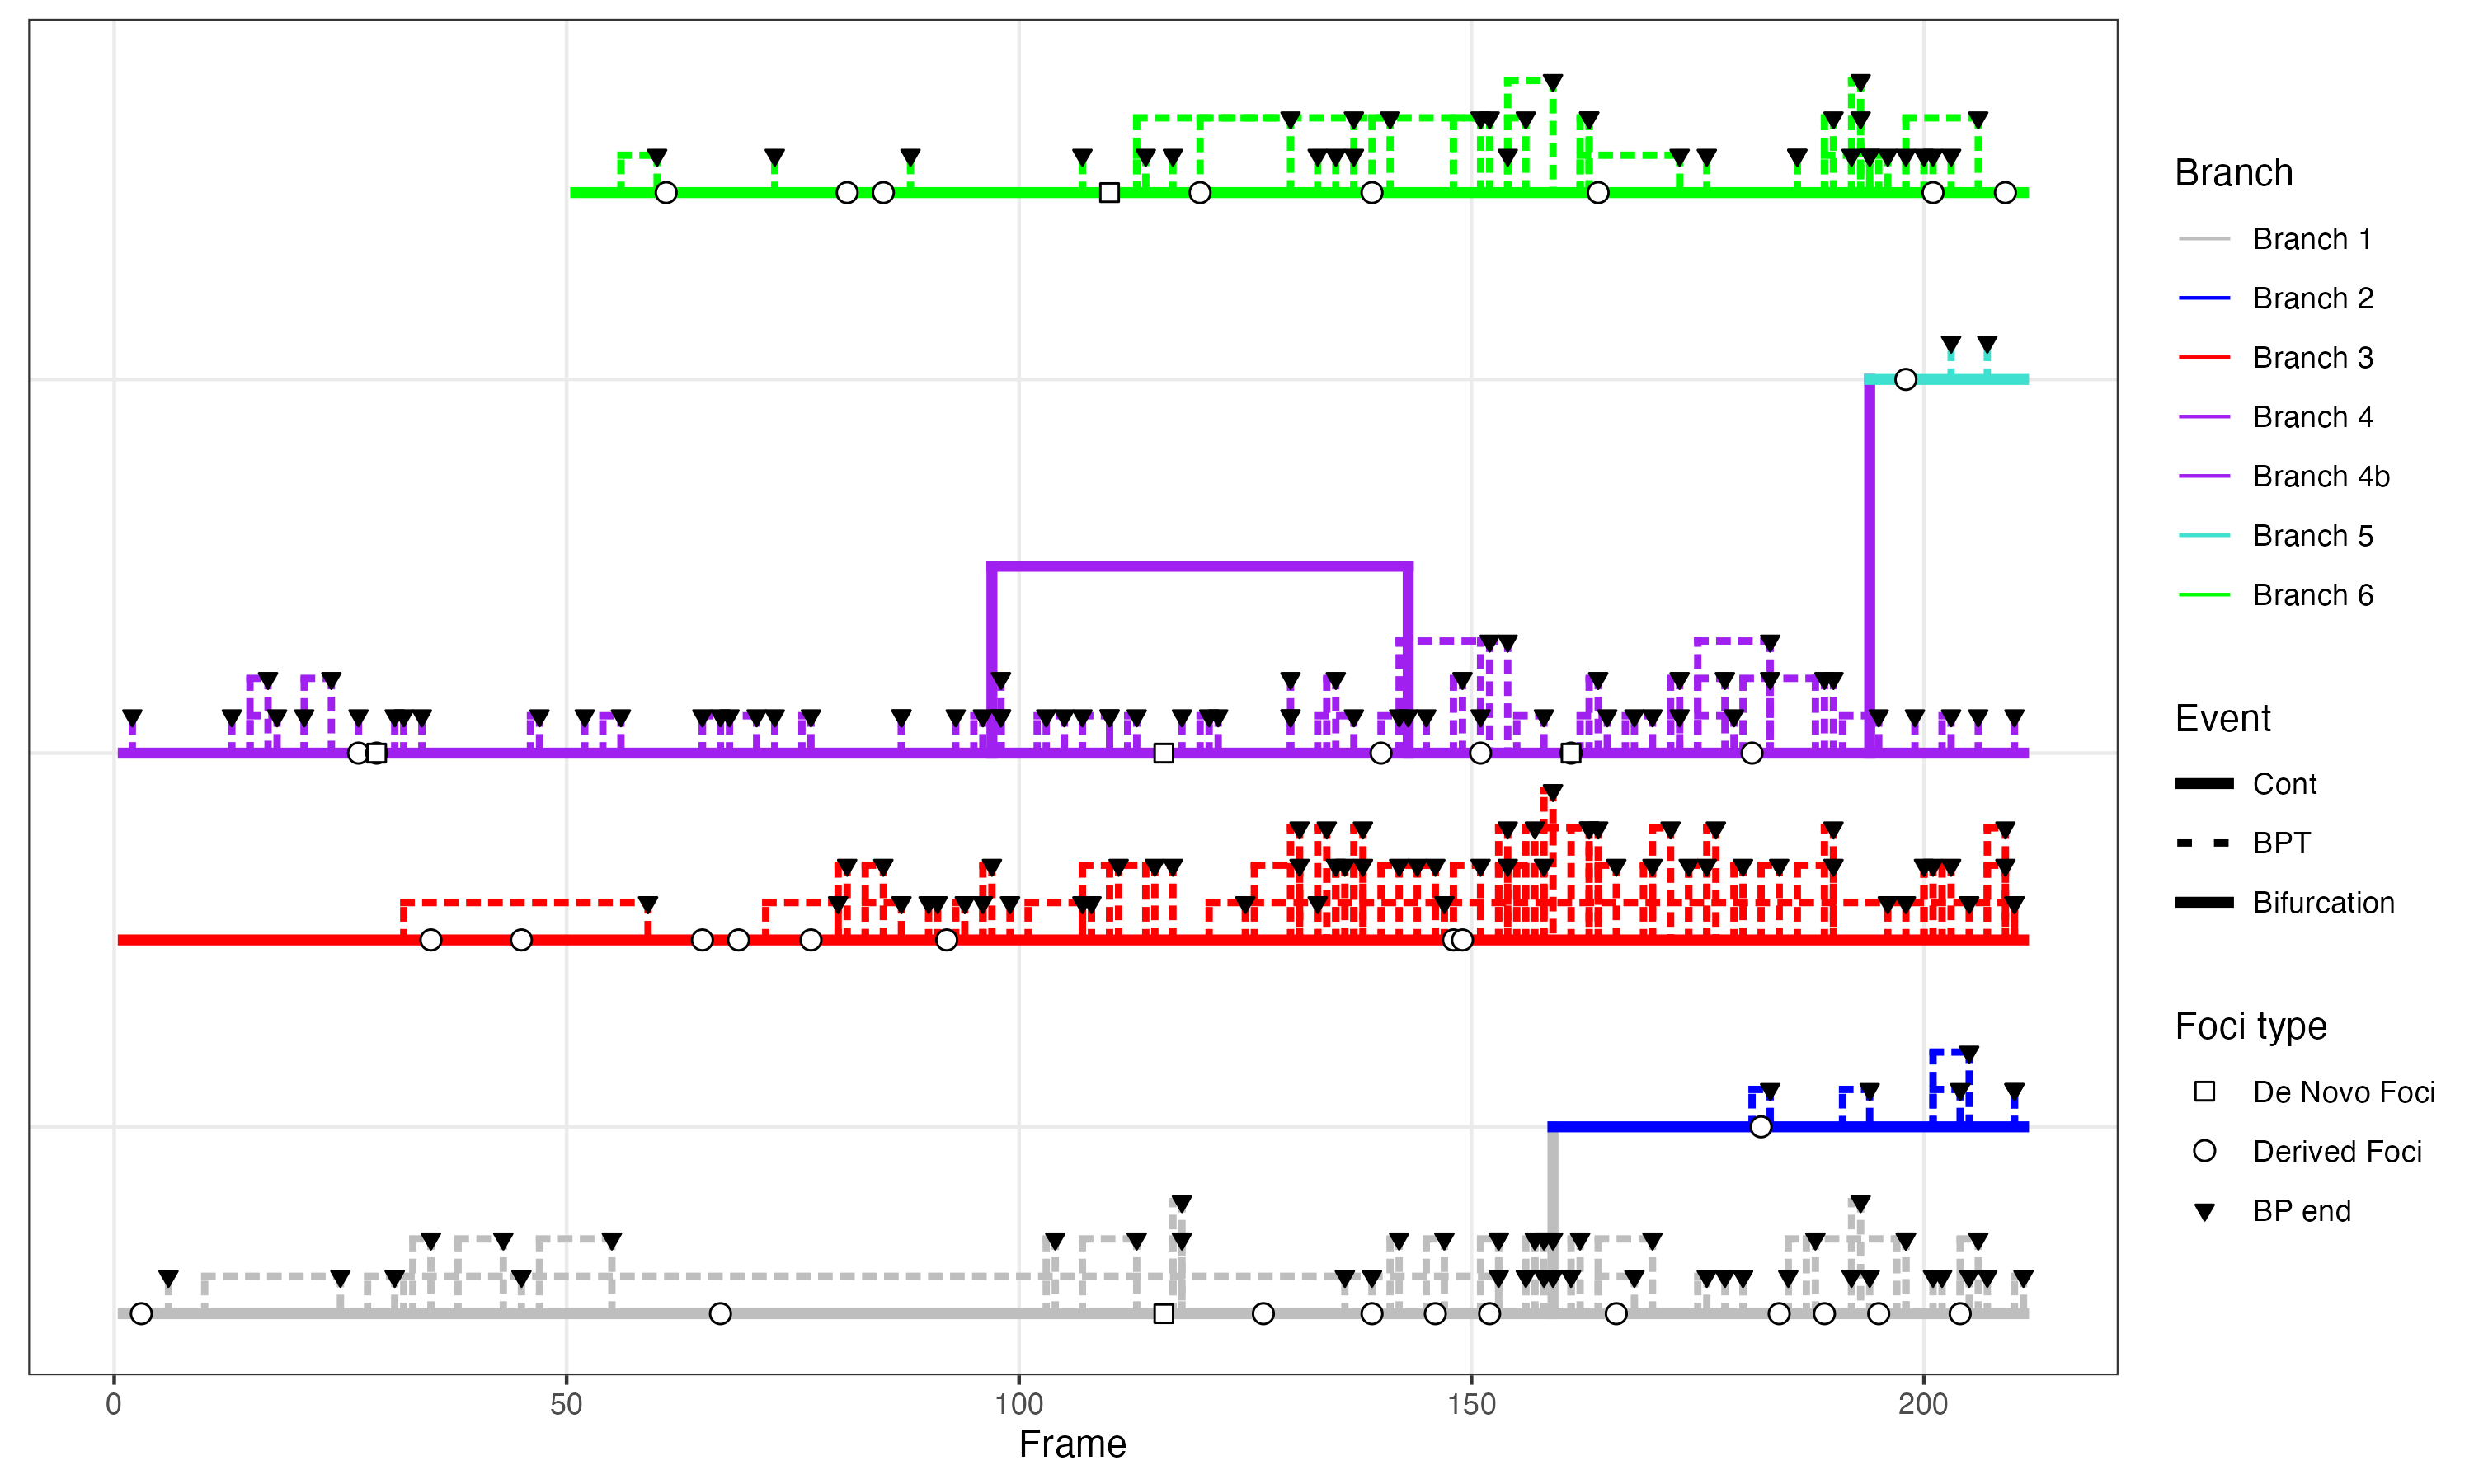 Branch
Branch 1
Branch 2
Branch 3
Branch 4
Branch 4b
Branch 5
Branch 6
Event
Cont
BPT
Bifurcation
Foci type
De Novo Foci
Derived Foci
BP end
0 50 100 150 200
Frame